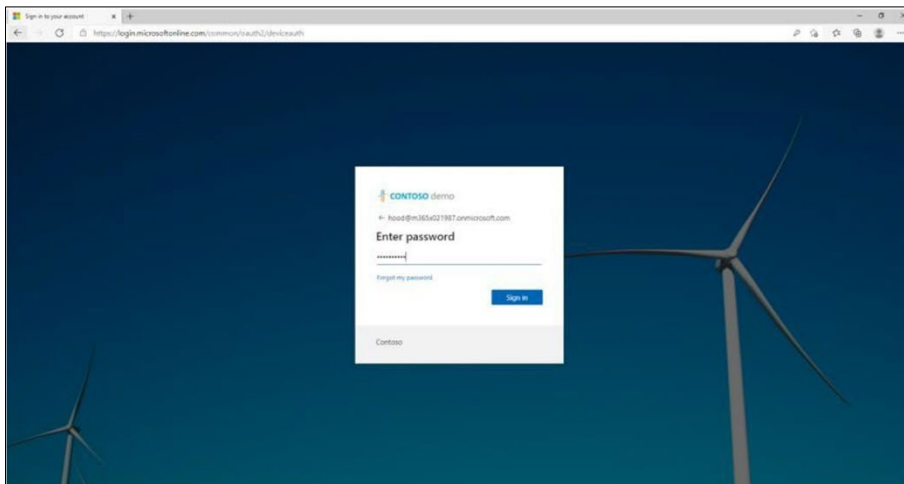 Sign in to your account
https://login.microsoftonline.com/common/oauth2/deviceauth
CONTOSO demo
hood@m365x021987.onmicrosoft.com
Enter password
Forgot my password
Sign in
Contoso